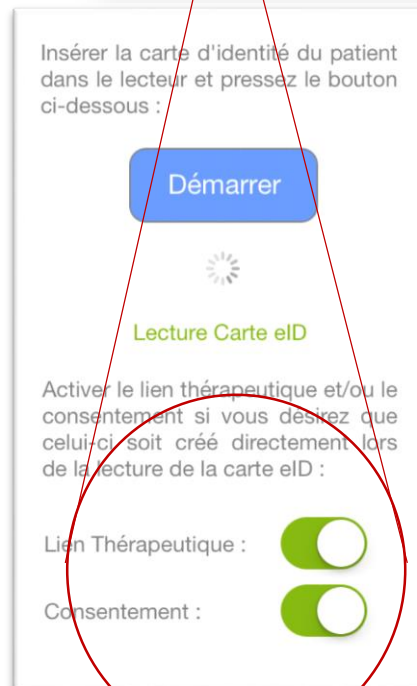 Insérer la carte d'identité du patient
dans le lecteur et pressez le bouton
ci-dessous :
Démarrer
Lecture Carte eID
Activer le lien thérapeutique et/ou le
consentement si vous désirez que
celui-ci soit créé directement lors
de la lecture de la carte eID :
Lien Thérapeutique :
Consentement :